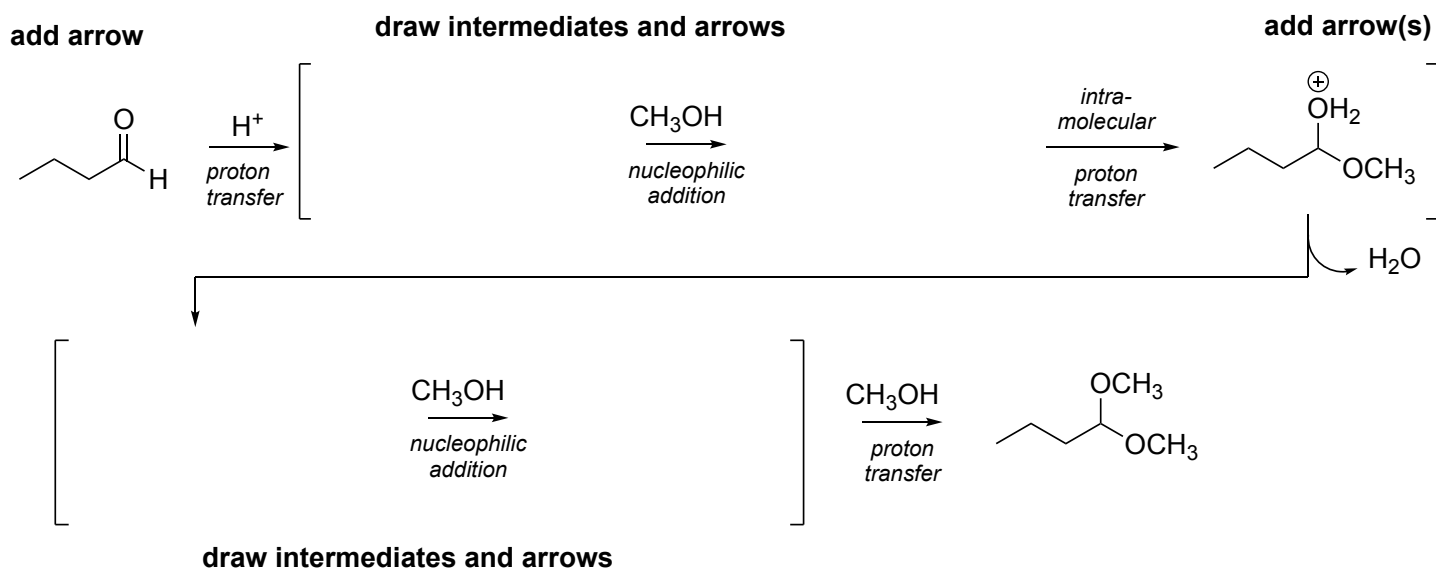 add arrow
draw intermediates and arrows
add arrow(s)
O
H
H⁺
proton
transfer
CH₃OH
nucleophilic
addition
intra-
molecular
proton
transfer
⊕
OH₂
OCH₃
H₂O
CH₃OH
nucleophilic
addition
CH₃OH
proton
transfer
OCH₃
OCH₃
draw intermediates and arrows